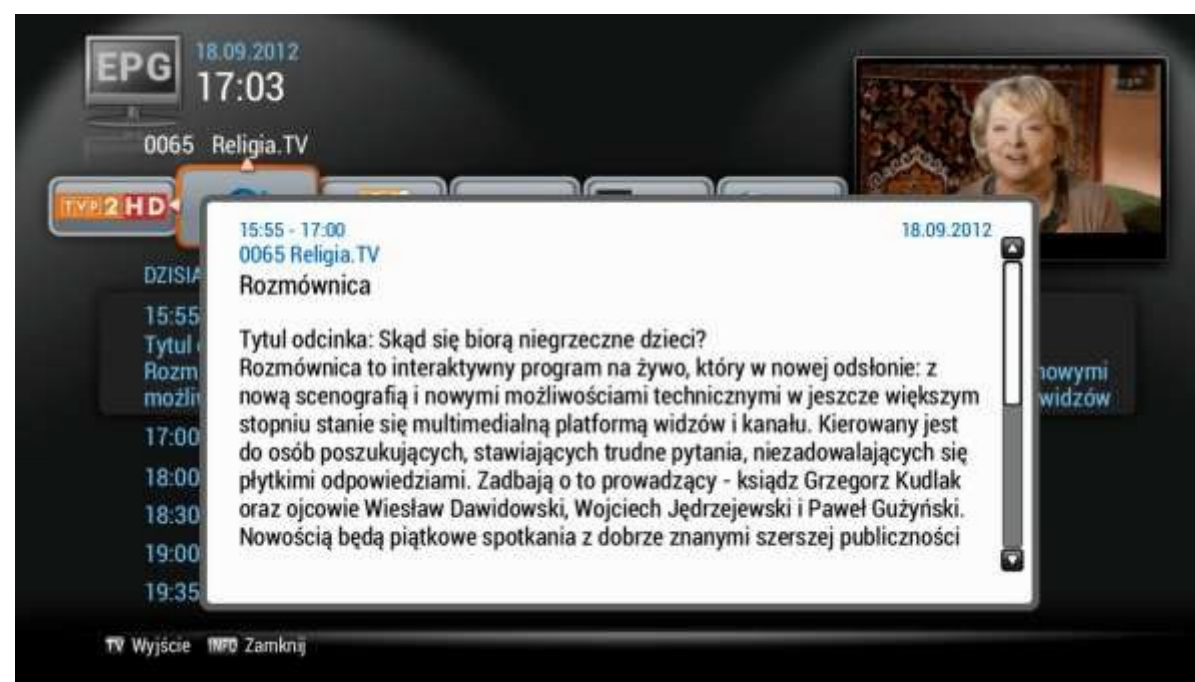 EPG
18.09.2012
17:03
0065 Religia.TV
TVP 2 HD
15:55 - 17:00
18.09.2012
0065 Religia.TV
Rozmównica
Tytul odcinka: Skąd się biorą niegrzeczne dzieci?
Rozmównica to interaktywny program na żywo, który w nowej odsłonie: z
nową scenografią i nowymi możliwościami technicznymi w jeszcze większym
stopniu stanie się multimedialną platformą widzów i kanału. Kierowany jest
do osób poszukujących, stawiających trudne pytania, niezadowalających się
płytkimi odpowiedziami. Zadbają o to prowadzący - ksiądz Grzegorz Kudlak
oraz ojcowie Wiesław Dawidowski, Wojciech Jędrzejewski i Paweł Gużyński.
Nowością będą piątkowe spotkania z dobrze znanymi szerszej publiczności
15:55
Tytul
widzów
17:00
18:00
18:30
19:00
19:35
TV Wyjście INFO Zamknij